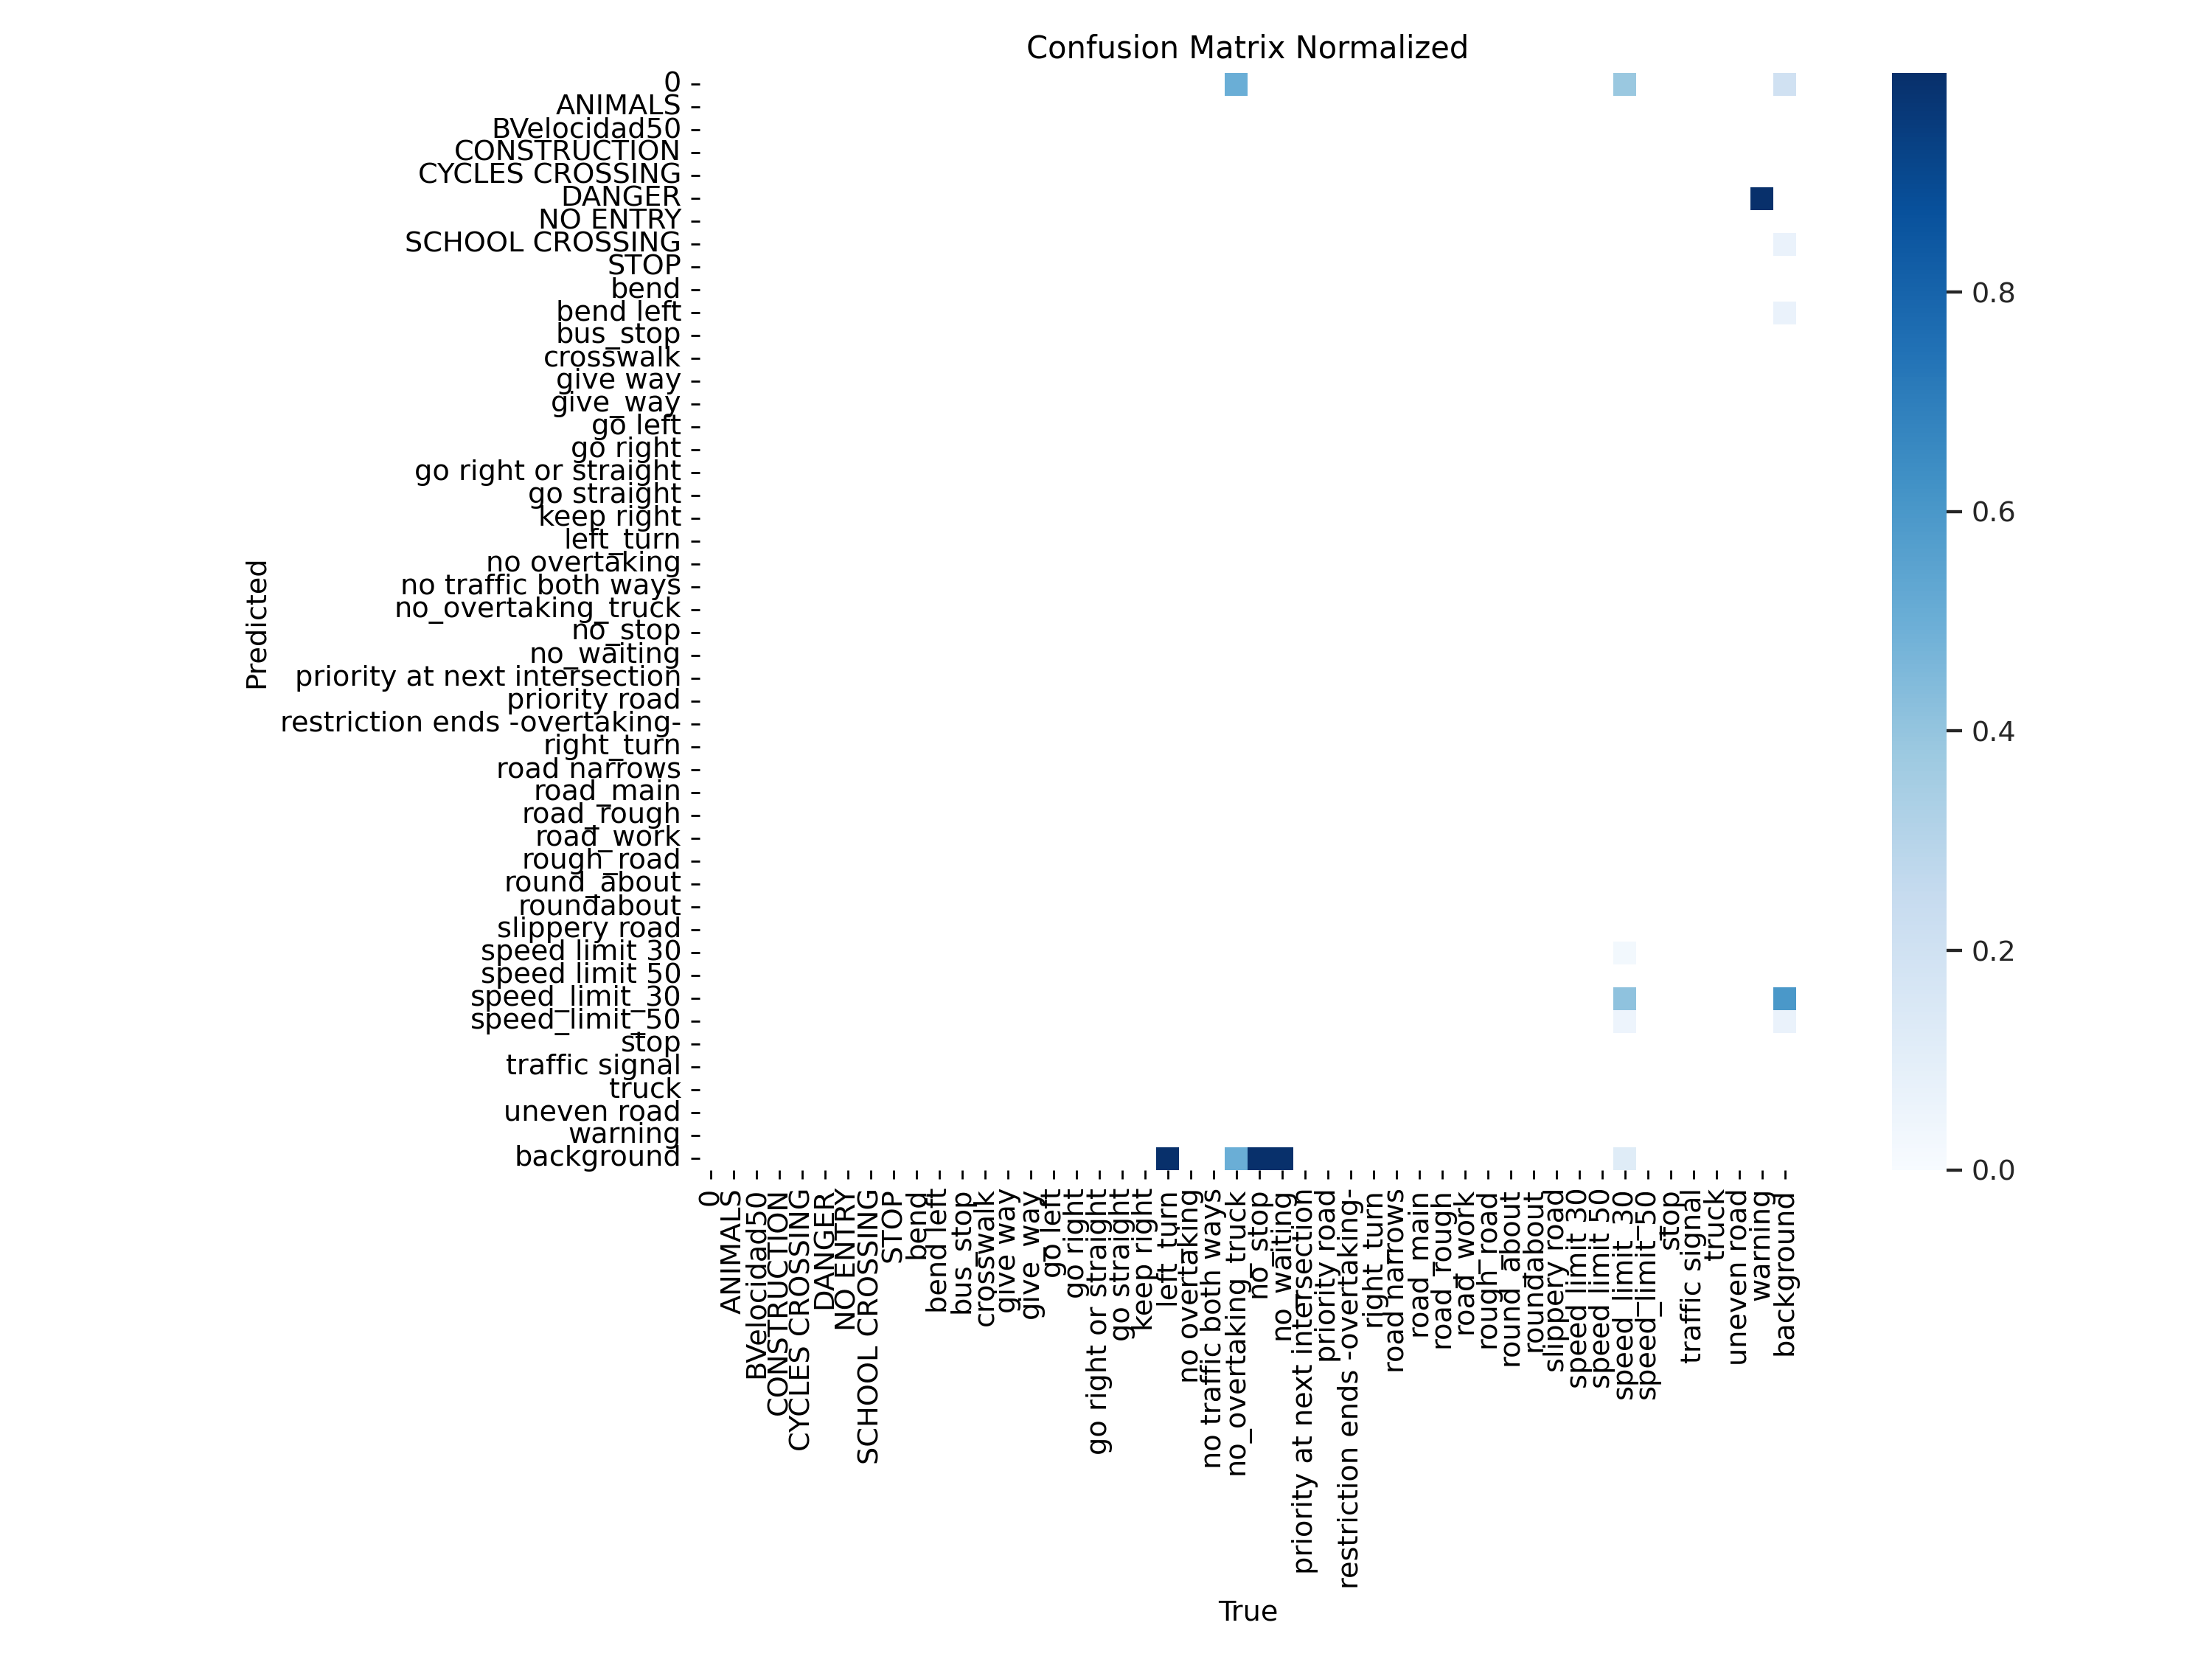 Confusion Matrix Normalized
0
ANIMALS
BVelocidad50
CONSTRUCTION
CYCLES CROSSING
DANGER
NO ENTRY
SCHOOL CROSSING
STOP
bend
bend left
bus_stop
crosswalk
give way
give_way
go left
go right
go right or straight
go straight
keep right
left_turn
no overtaking
no traffic both ways
no_overtaking_truck
no_stop
no_waiting
priority at next intersection
priority road
restriction ends -overtaking-
right_turn
road narrows
road_main
road_rough
road_work
rough_road
round_about
roundabout
slippery road
speed limit 30
speed limit 50
speed_limit_30
speed_limit_50
stop
traffic signal
truck
uneven road
warning
background
Predicted
0
ANIMALS
BVelocidad50
CONSTRUCTION
CYCLES CROSSING
DANGER
NO ENTRY
SCHOOL CROSSING
STOP
bend
bend left
bus_stop
crosswalk
give way
give_way
go left
go right
go right or straight
go straight
keep right
left_turn
no overtaking
no traffic both ways
no_overtaking_truck
no_stop
no_waiting
priority at next intersection
priority road
restriction ends -overtaking-
right_turn
road narrows
road_main
road_rough
road_work
rough_road
round_about
roundabout
slippery road
speed limit 30
speed limit 50
speed_limit_30
speed_limit_50
stop
traffic signal
truck
uneven road
warning
background
True
0.8
0.6
0.4
0.2
0.0